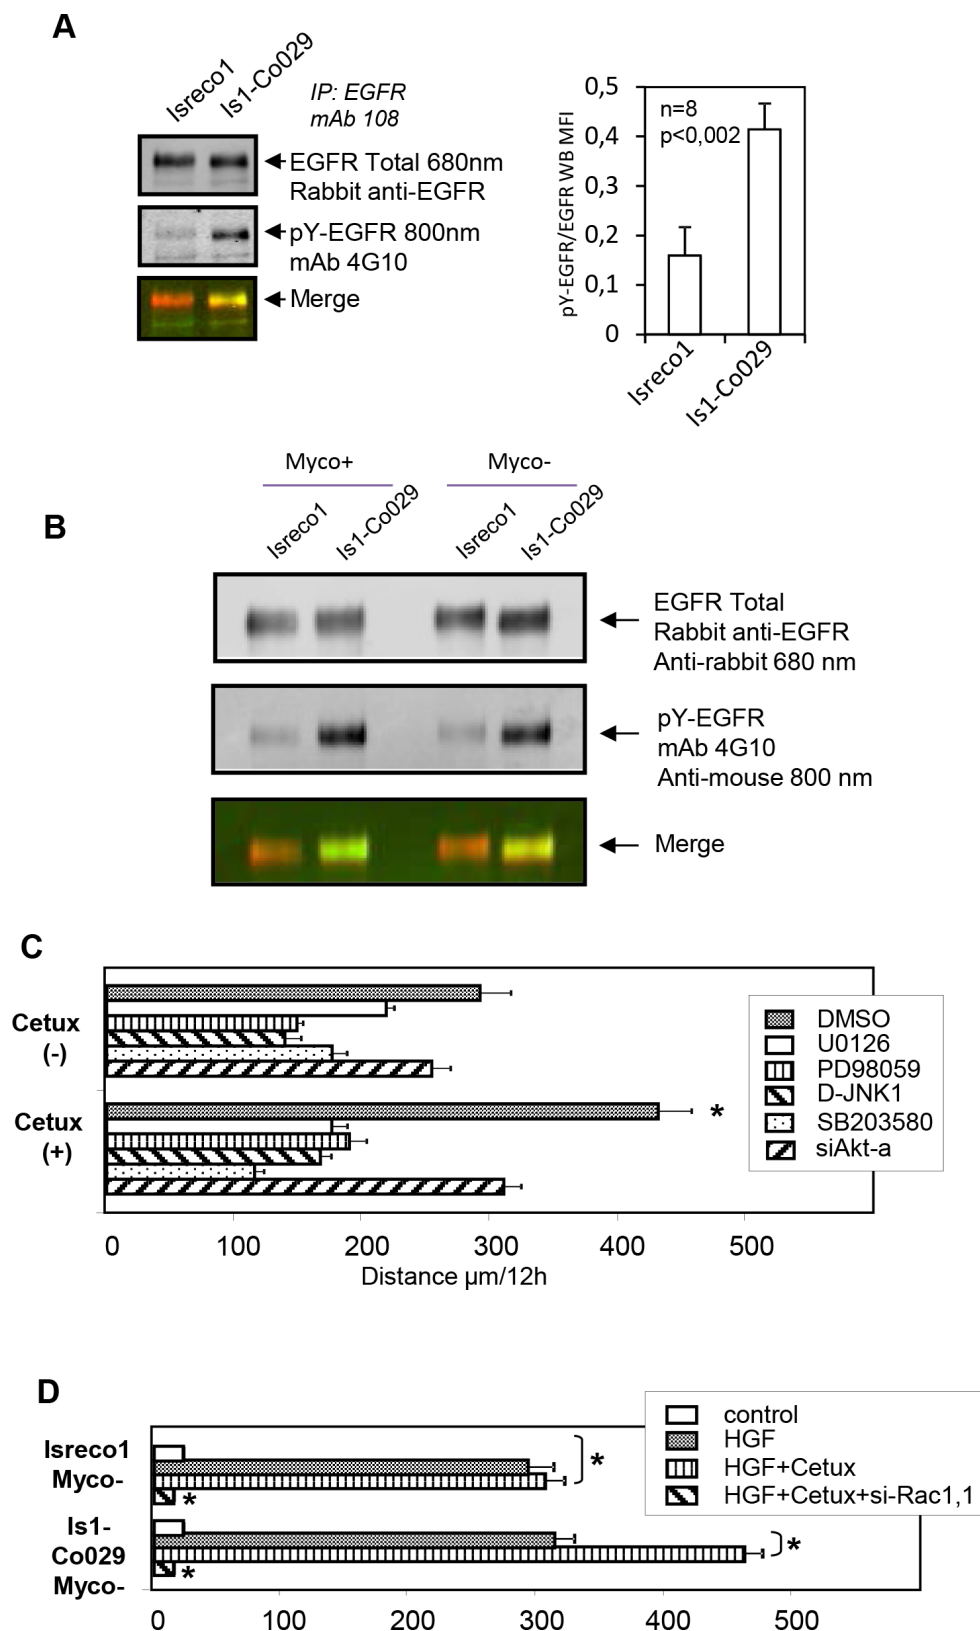 A
Isreco1
Is1-Co029
IP: EGFR
mAb 108
EGFR Total 680nm
Rabbit anti-EGFR
pY-EGFR 800nm
mAb 4G10
Merge
pY-EGFR/EGFR WB MFI
0,5
0,4
0,3
0,2
0,1
0
n=8
p<0,002
Isreco1
Is1-Co029
B
Myco+
Myco-
Isreco1
Is1-Co029
Isreco1
Is1-Co029
EGFR Total
Rabbit anti-EGFR
Anti-rabbit 680 nm
pY-EGFR
mAb 4G10
Anti-mouse 800 nm
Merge
C
Cetux
(-)
Cetux
(+)
*
DMSO
U0126
PD98059
D-JNK1
SB203580
siAkt-a
0 100 200 300 400 500
Distance µm/12h
D
Isreco1
Myco-
*
*
Is1-
Co029
Myco-
*
*
control
HGF
HGF+Cetux
HGF+Cetux+si-Rac1,1
0 100 200 300 400 500